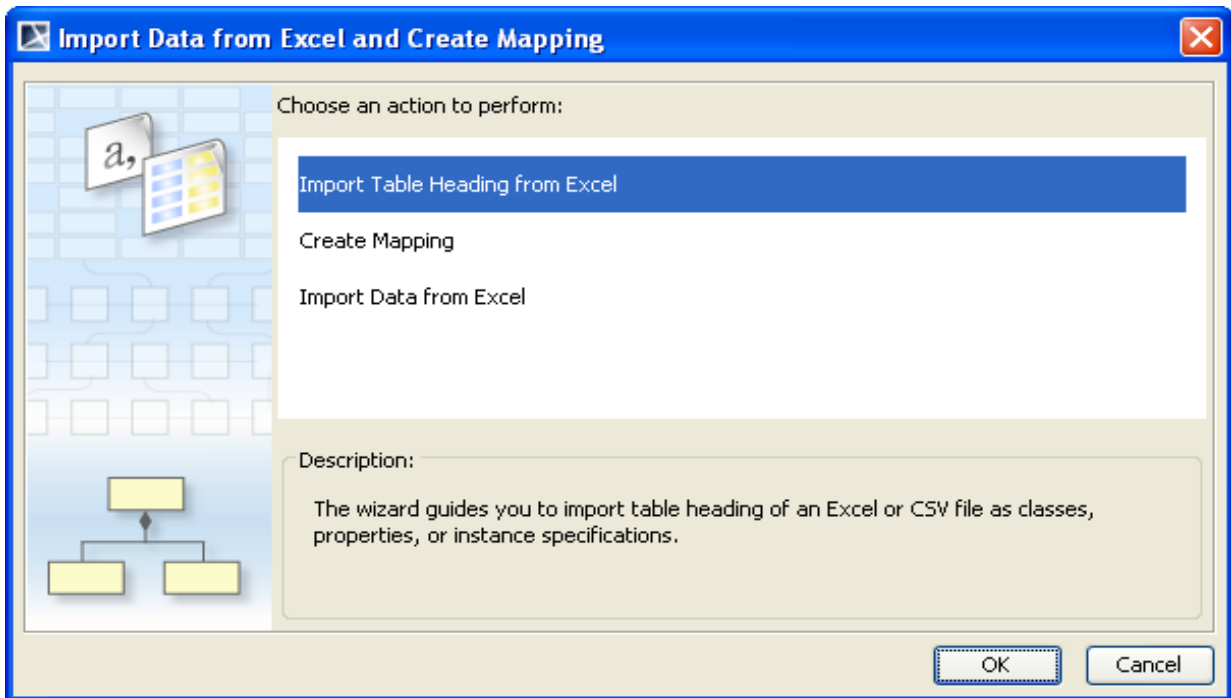 Import Data from Excel and Create Mapping
Choose an action to perform:
a,
Import Table Heading from Excel
Create Mapping
Import Data from Excel
Description:
The wizard guides you to import table heading of an Excel or CSV file as classes,
properties, or instance specifications.
OK
Cancel